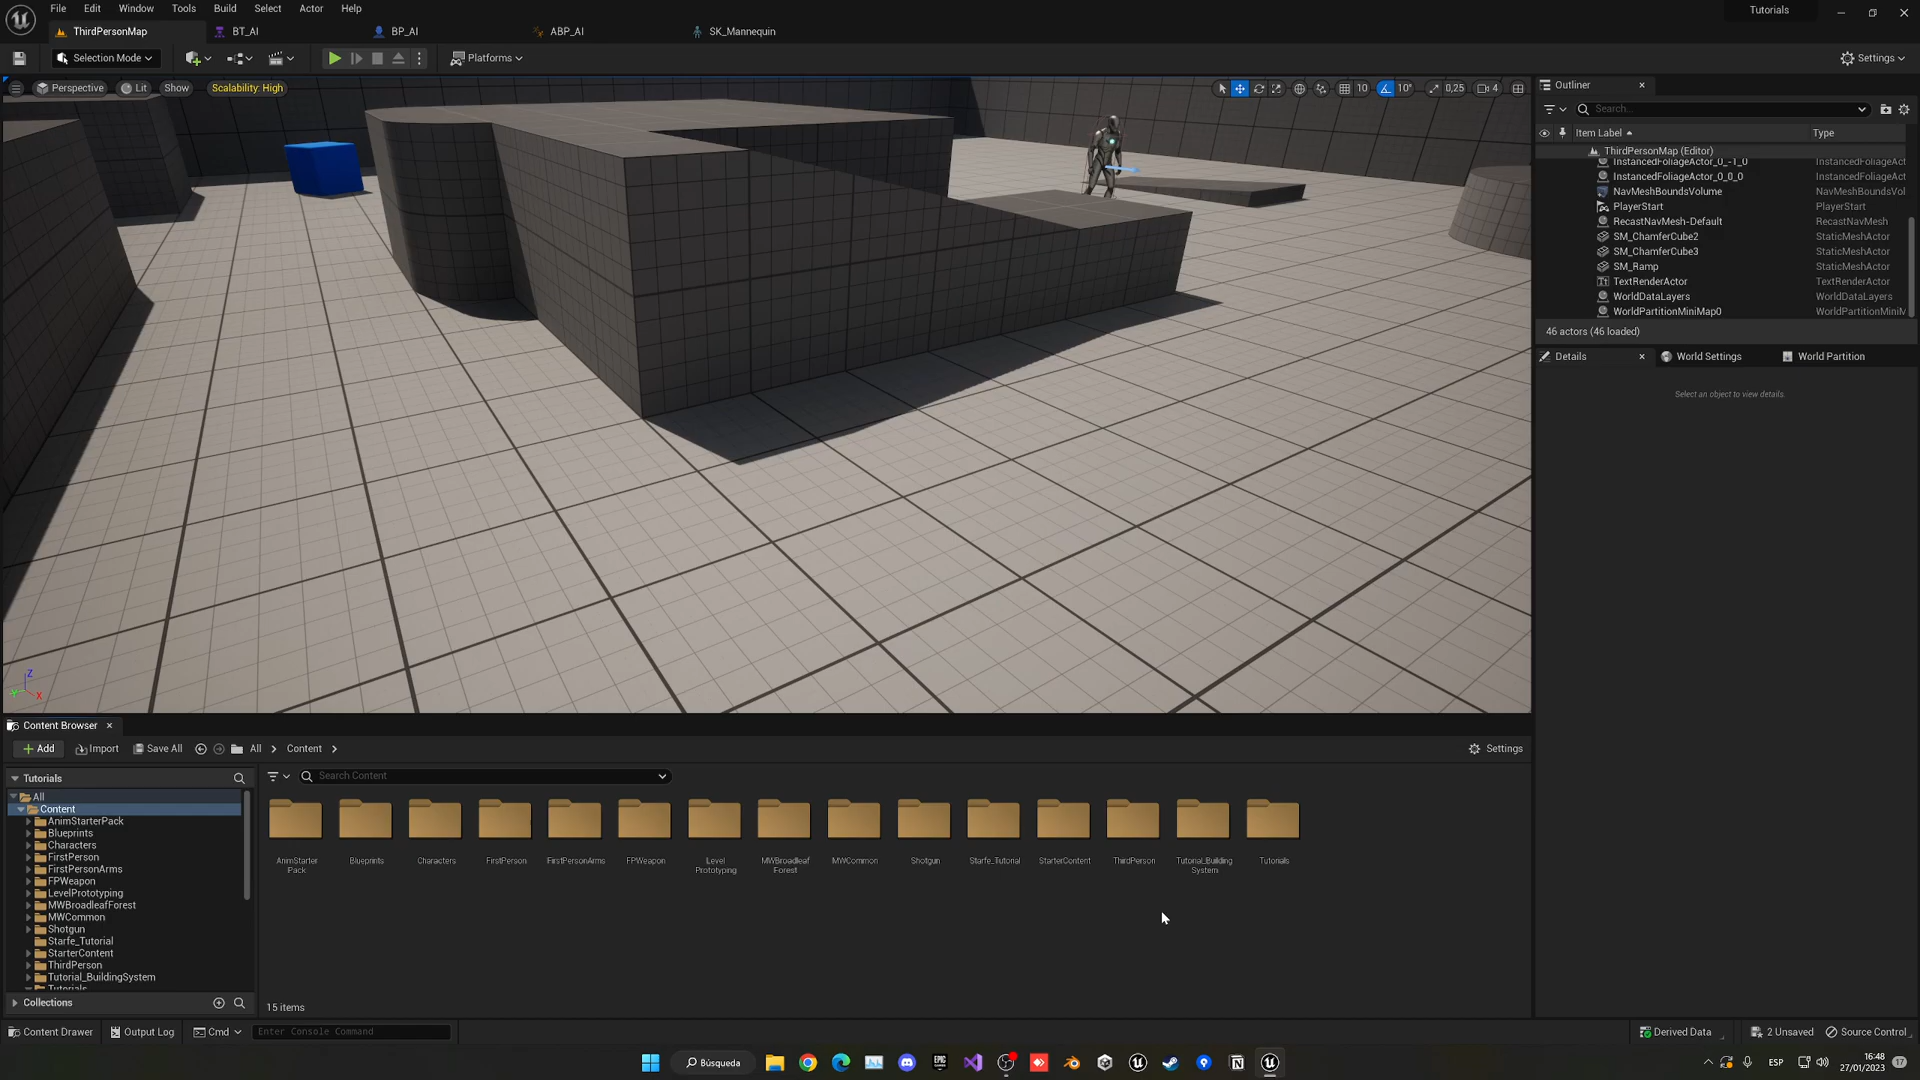 File Edit Window Tools Build Select Actor Help
Tutorials
ThirdPersonMap
BT_AI
BP_AI
ABP_AI
SK_Mannequin
Selection Mode
Platforms
Settings
Perspective
Lit
Show
Scalability: High
10
10°
0,25
4
Outliner
Search...
Item Label
Type
ThirdPersonMap (Editor)
InstancedFoliageActor_0_-1_0 InstancedFoliageAct
InstancedFoliageActor_0_0_0 InstancedFoliageAct
NavMeshBoundsVolume NavMeshBoundsVol
PlayerStart PlayerStart
RecastNavMesh-Default RecastNavMesh
SM_ChamferCube2 StaticMeshActor
SM_ChamferCube3 StaticMeshActor
SM_Ramp StaticMeshActor
TextRenderActor TextRenderActor
WorldDataLayers WorldDataLayers
WorldPartitionMiniMap0 WorldPartitionMiniM
46 actors (46 loaded)
Details
World Settings
World Partition
Select an object to view details.
Z
X
Content Browser
Add
Import
Save All
All
Content
Settings
Tutorials
Search Content
All
Content
AnimStarterPack
Blueprints
Characters
FirstPerson
FirstPersonArms
FPWeapon
LevelPrototyping
MWBroadleafForest
MWCommon
Shotgun
Starfe_Tutorial
StarterContent
ThirdPerson
Tutorial_BuildingSystem
Tutorials
Collections
AnimStarter
Pack
Blueprints
Characters
FirstPerson
FirstPersonArms
FPWeapon
Level
Prototyping
MWBroadleaf
Forest
MWCommon
Shotgun
Starfe_Tutorial
StarterContent
ThirdPerson
Tutorial_Building
System
Tutorials
15 items
Content Drawer
Output Log
Cmd
Enter Console Command
Derived Data
2 Unsaved
Source Control
Búsqueda
EPIC
GAMES
ESP
16:48
27/01/2023
17